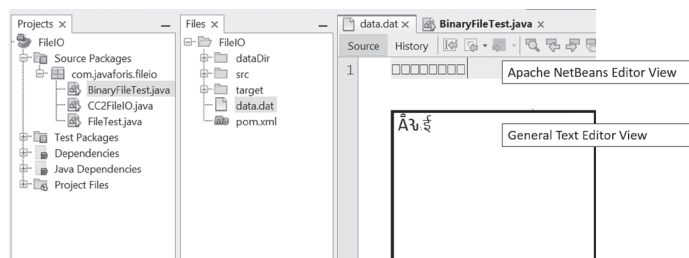 Projects
FileIO
Source Packages
com.javaforis.fileio
BinaryFileTest.java
CC2FileIO.java
FileTest.java
Test Packages
Dependencies
Java Dependencies
Project Files
Files
FileIO
dataDir
src
target
data.dat
pom.xml
data.dat BinaryFileTest.java
Source History
1 □□□□□□□□
Apache NetBeans Editor View
General Text Editor View